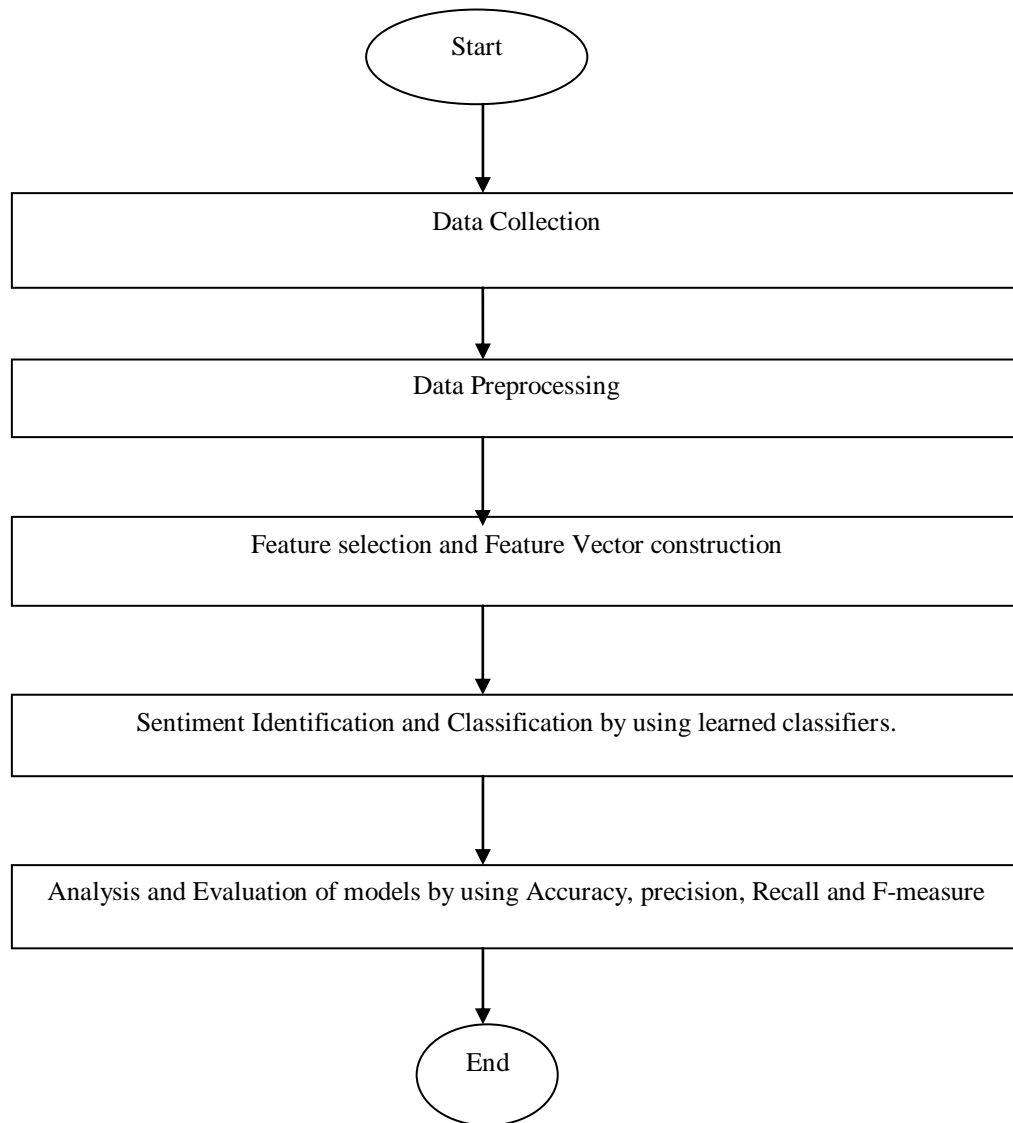 Start
Data Collection
Data Preprocessing
Feature selection and Feature Vector construction
Sentiment Identification and Classification by using learned classifiers.
Analysis and Evaluation of models by using Accuracy, precision, Recall and F-measure
End